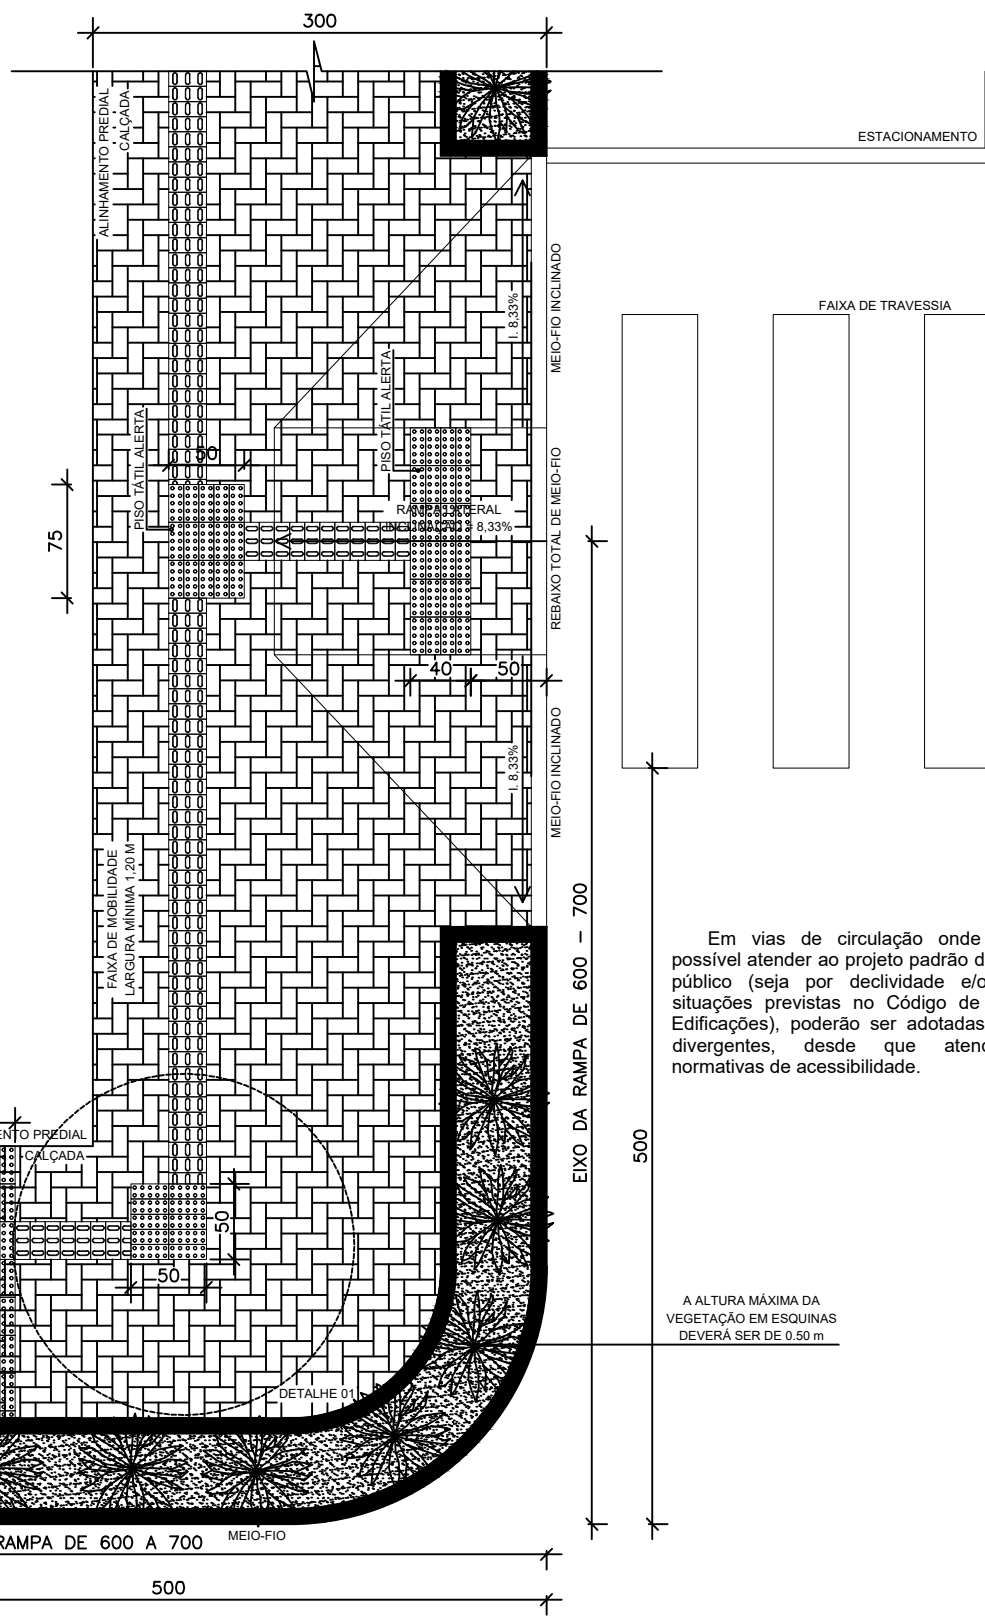 300
ALINHAMENTO PREDIAL
CALÇADA
ESTACIONAMENTO
MEIO-FIO INCLINADO
I. 8,33%
FAIXA DE TRAVESSIA
PISO TÁTIL ALERTA
PISO TÁTIL ALERTA
50
75
RAMPA LATERAL
8,33%
REBAIXO TOTAL DE MEIO-FIO
40
50
I. 8,33%
MEIO-FIO INCLINADO
FAIXA DE MOBILIDADE
LARGURA MÍNIMA 1,20 M
EIXO DA RAMPA DE 600 - 700
Em vias de circulação onde
possível atender ao projeto padrão d
público (seja por declividade e/o
situações previstas no Código de
Edificações), poderão ser adotadas
divergentes, desde que atend
normativas de acessibilidade.
500
ENTO PREDIAL
CALÇADA
50
50
A ALTURA MÁXIMA DA
VEGETAÇÃO EM ESQUINAS
DEVERÁ SER DE 0.50 m
DETALHE 01
MEIO-FIO
RAMPA DE 600 A 700
500